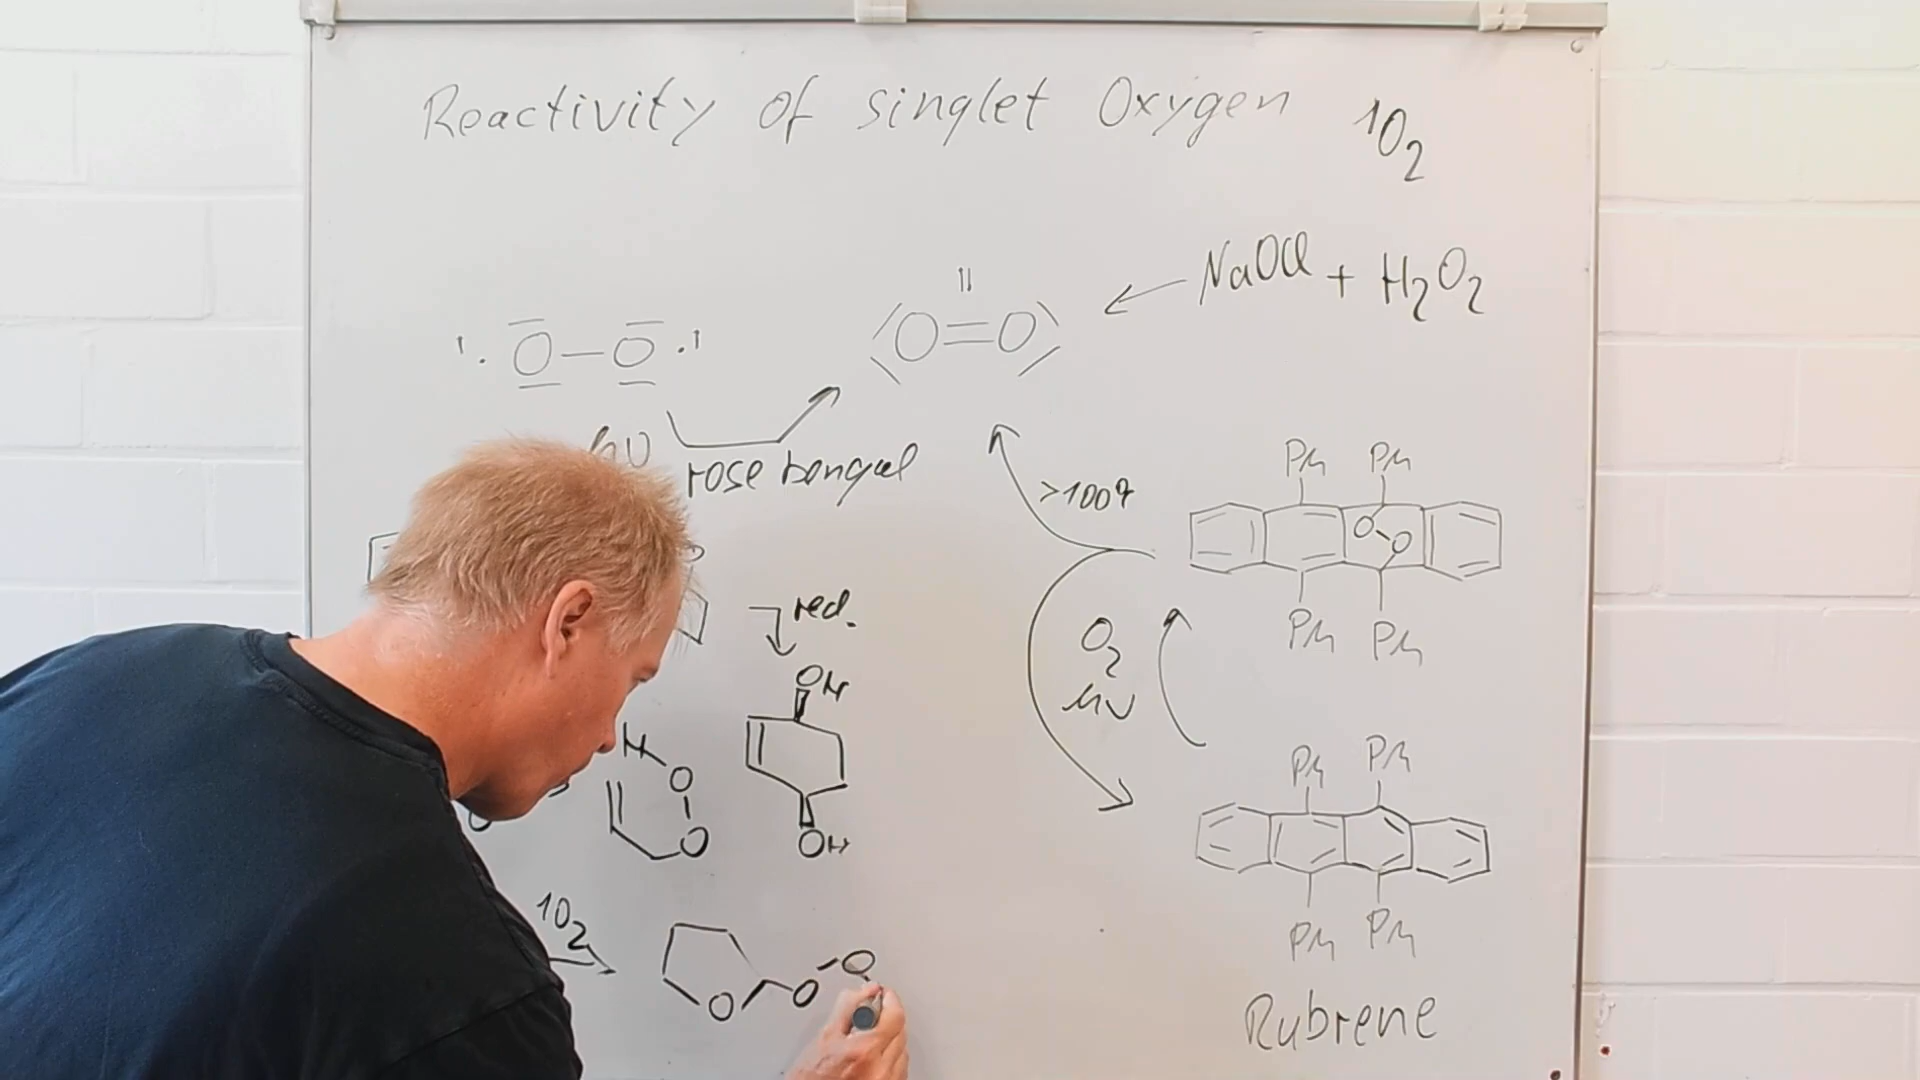 Reactivity of singlet Oxygen ¹O₂
NaOCl + H₂O₂
O=O
O—O
hν
rose bengal
>100°
Ph Ph
O
O
Ph Ph
red.
O₂
hν
OH
H
O
O
OH
Ph Ph
Ph Ph
¹O₂
O
O
O
Rubrene